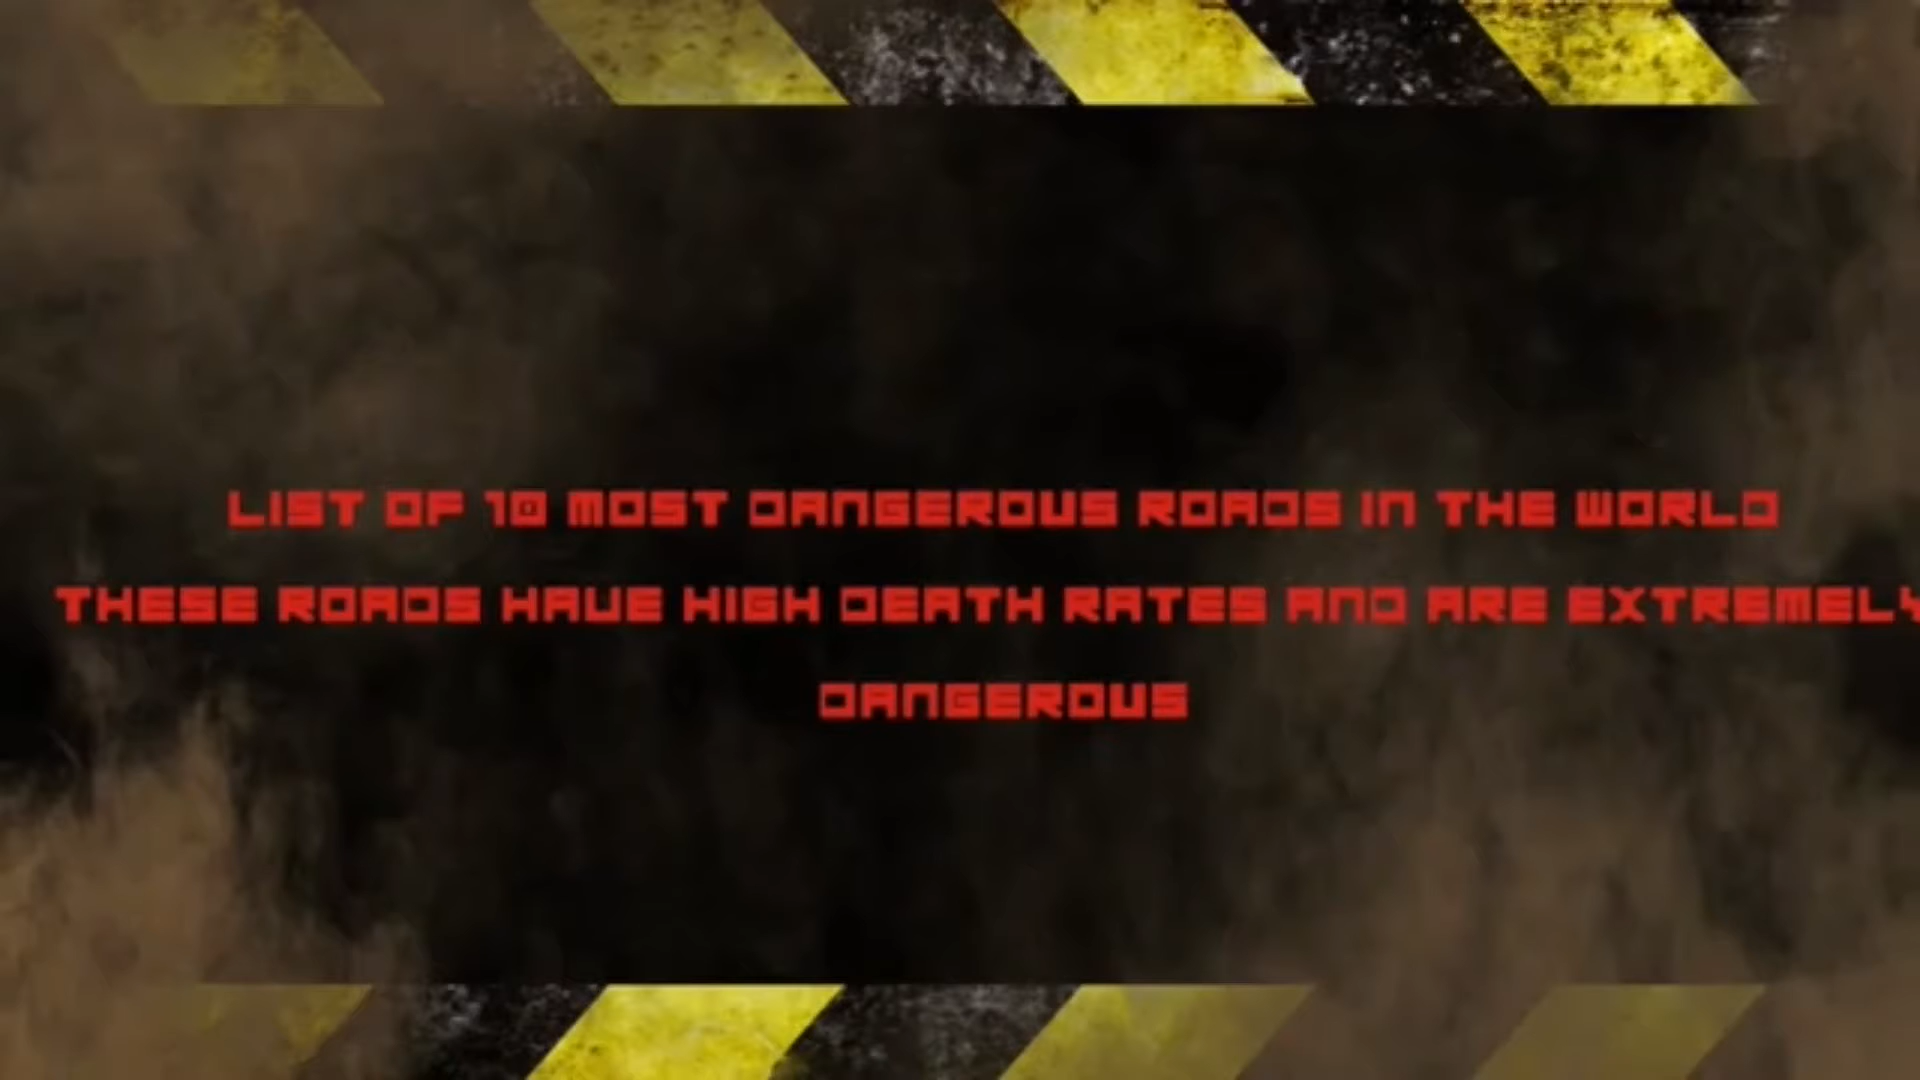 LIST OF 10 MOST DANGEROUS ROADS IN THE WORLD
THESE ROADS HAVE HIGH DEATH RATES AND ARE EXTREMELY
DANGEROUS